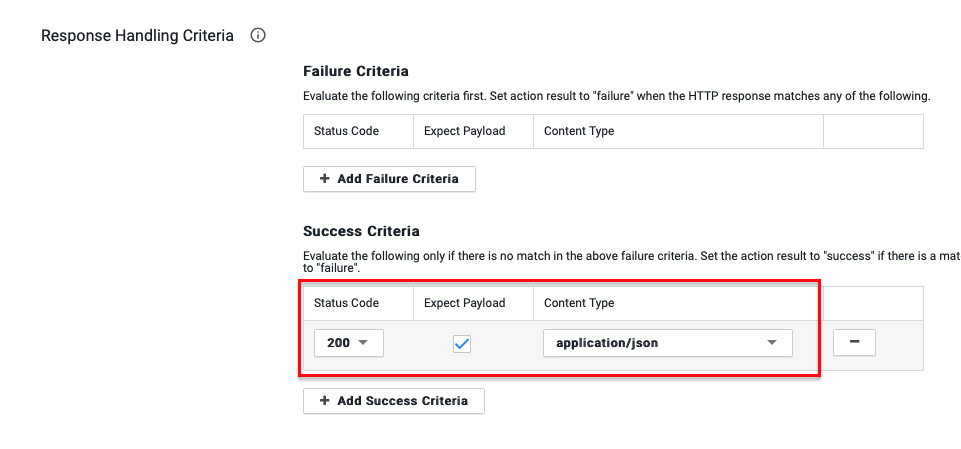 Response Handling Criteria
Failure Criteria
Evaluate the following criteria first. Set action result to "failure" when the HTTP response matches any of the following.
Status Code Expect Payload Content Type
+ Add Failure Criteria
Success Criteria
Evaluate the following only if there is no match in the above failure criteria. Set the action result to "success" if there is a mat
to "failure".
Status Code Expect Payload Content Type
200 application/json
+ Add Success Criteria